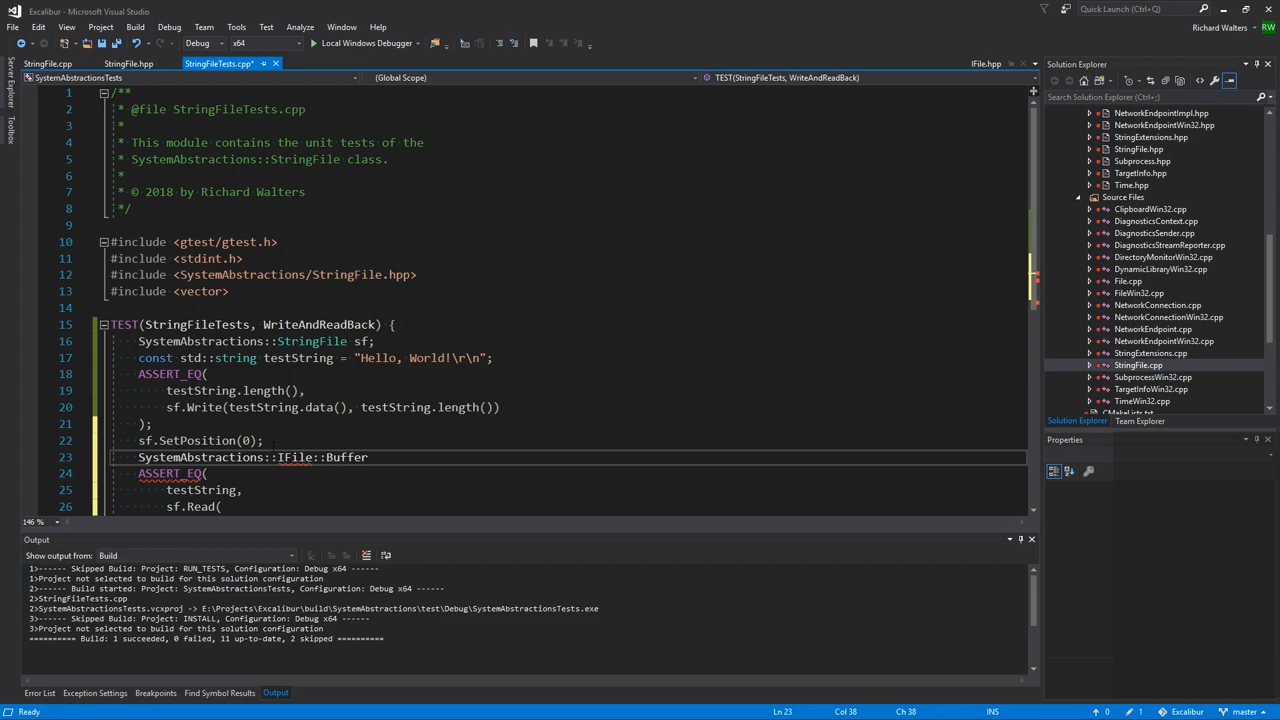 Excalibur - Microsoft Visual Studio
Quick Launch (Ctrl+Q)
File Edit View Project Build Debug Team Tools Test Analyze Window Help
Richard Walters RW
Debug x64 Local Windows Debugger
Server Explorer
Toolbox
StringFile.cpp StringFile.hpp StringFileTests.cpp* IFile.hpp
SystemAbstractionsTests (Global Scope) TEST(StringFileTests, WriteAndReadBack)
1 /**
2 * @file StringFileTests.cpp
3 *
4 * This module contains the unit tests of the
5 * SystemAbstractions::StringFile class.
6 *
7 * © 2018 by Richard Walters
8 */
9
10 #include <gtest/gtest.h>
11 #include <stdint.h>
12 #include <SystemAbstractions/StringFile.hpp>
13 #include <vector>
14
15 TEST(StringFileTests, WriteAndReadBack) {
16 SystemAbstractions::StringFile sf;
17 const std::string testString = "Hello, World!\r\n";
18 ASSERT_EQ(
19 testString.length(),
20 sf.Write(testString.data(), testString.length())
21 );
22 sf.SetPosition(0);
23 SystemAbstractions::IFile::Buffer
24 ASSERT_EQ(
25 testString,
26 sf.Read(
146 %
Output
Show output from: Build
1>------ Skipped Build: Project: RUN_TESTS, Configuration: Debug x64 ------
1>Project not selected to build for this solution configuration
2>------ Build started: Project: SystemAbstractionsTests, Configuration: Debug x64 ------
2>StringFileTests.cpp
2>SystemAbstractionsTests.vcxproj -> E:\Projects\Excalibur\build\SystemAbstractions\test\Debug\SystemAbstractionsTests.exe
3>------ Skipped Build: Project: INSTALL, Configuration: Debug x64 ------
3>Project not selected to build for this solution configuration
========== Build: 1 succeeded, 0 failed, 11 up-to-date, 2 skipped ==========
Error List Exception Settings Breakpoints Find Symbol Results Output
Solution Explorer
Search Solution Explorer (Ctrl+;)
NetworkEndpointImpl.hpp
NetworkEndpointWin32.hpp
StringExtensions.hpp
StringFile.hpp
Subprocess.hpp
TargetInfo.hpp
Time.hpp
Source Files
ClipboardWin32.cpp
DiagnosticsContext.cpp
DiagnosticsSender.cpp
DiagnosticsStreamReporter.cpp
DirectoryMonitorWin32.cpp
DynamicLibraryWin32.cpp
File.cpp
FileWin32.cpp
NetworkConnection.cpp
NetworkConnectionWin32.cpp
NetworkEndpoint.cpp
NetworkEndpointWin32.cpp
StringExtensions.cpp
StringFile.cpp
SubprocessWin32.cpp
TargetInfoWin32.cpp
TimeWin32.cpp
CMakeLists.txt
Solution Explorer Team Explorer
Properties
Ready Ln 23 Col 38 Ch 38 INS 0 1 Excalibur master